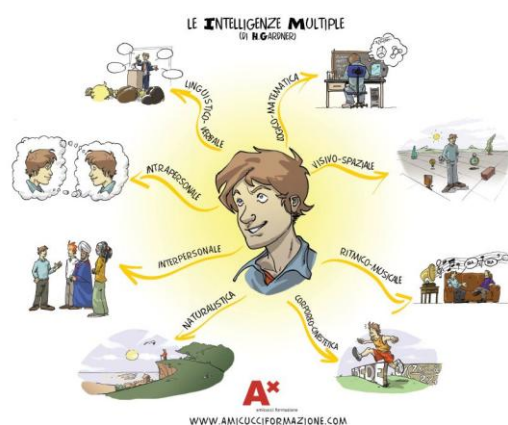 LE INTELLIGENZE MULTIPLE
(DI H. GARDNER)
LINGUISTICO-VERBALE
LOGICO-MATEMATICA
INTRAPERSONALE
VISIVO-SPAZIALE
INTERPERSONALE
RITMICO-MUSICALE
NATURALISTICA
CORPOREO-CINESTETICA
A×
amicucci formazione
WWW.AMICUCCIFORMAZIONE.COM